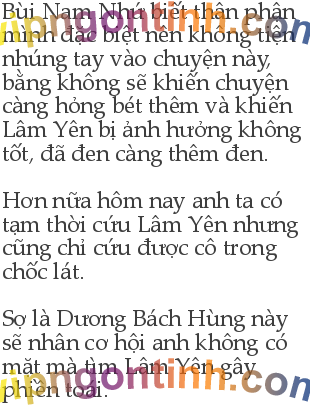 Bùi Nam Như biết thân phận
mình đặc biệt nên không tiện
nhúng tay vào chuyện này,
bằng không sẽ khiến chuyện
càng hỏng bét thêm và khiến
Lâm Yên bị ảnh hưởng không
tốt, đã đen càng thêm đen.

Hơn nữa hôm nay anh ta có
tạm thời cứu Lâm Yên nhưng
cũng chỉ cứu được cô trong
chốc lát.

Sợ là Dương Bách Hùng này
sẽ nhân cơ hội anh không có
mặt mà tìm Lâm Yên gây
phiền toái.
vipngontinh.com
vipngontinh.com